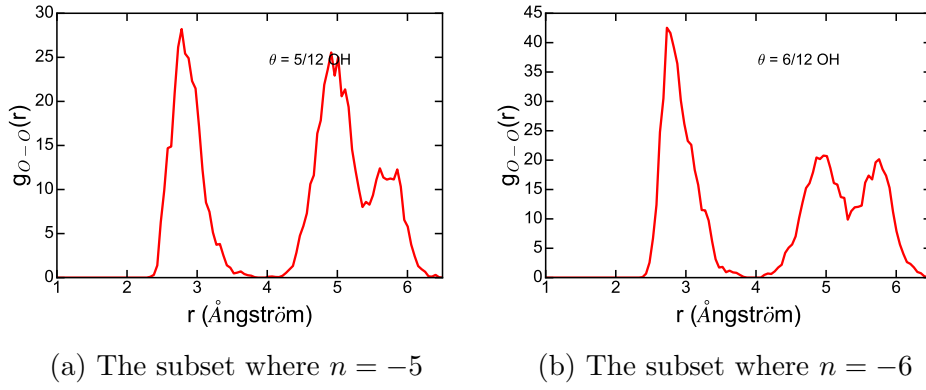 30
25
20
15
10
5
0
g_{O−O}(r)
θ = 5/12 OH
1 2 3 4 5 6
r (Ångström)
(a) The subset where n = −5
45
40
35
30
25
20
15
10
5
0
g_{O−O}(r)
θ = 6/12 OH
1 2 3 4 5 6
r (Ångström)
(b) The subset where n = −6